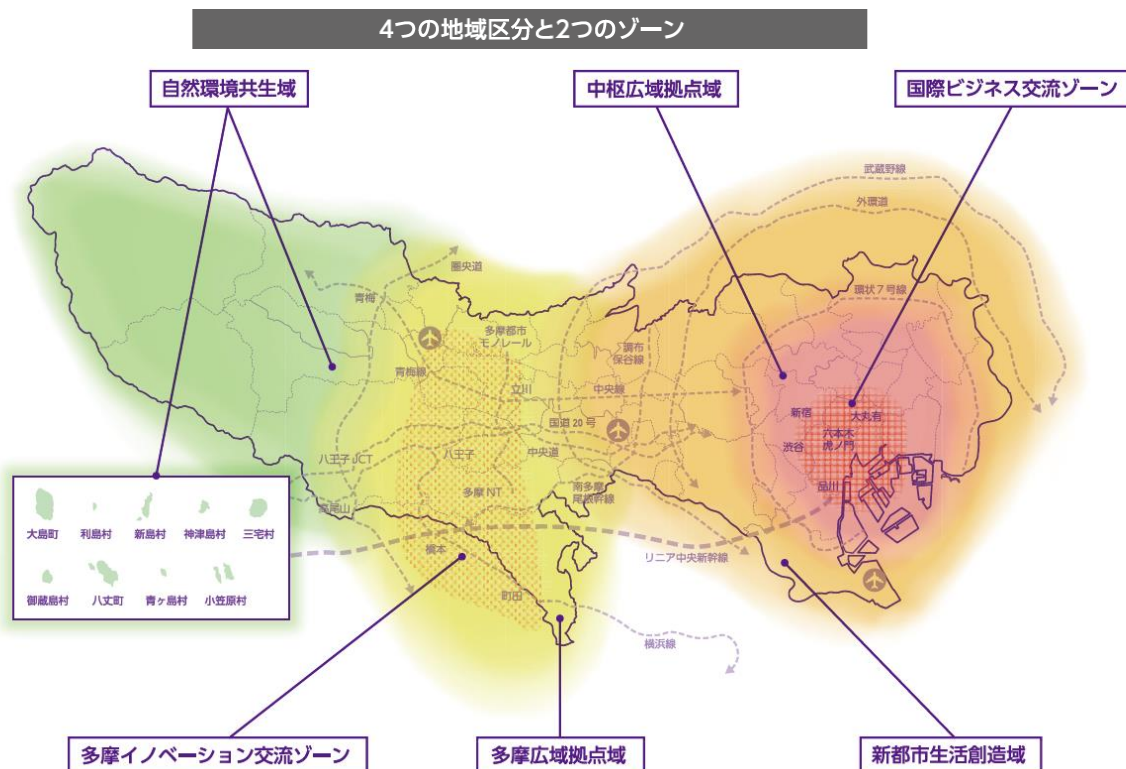 4つの地域区分と2つのゾーン
自然環境共生域
中枢広域拠点域
国際ビジネス交流ゾーン
武蔵野線
外環道
圏央道
環状7号線
青梅
多摩都市
モノレール
調布
保谷線
青梅線
立川
中央線
新宿
大丸有
国道20号
六本木
虎ノ門
渋谷
八王子JCT
八王子
中央道
品川
多摩NT
南多摩
尾根幹線
高尾山
大島町
利島村
新島村
神津島村
三宅村
橋本
リニア中央新幹線
御蔵島村
八丈町
青ヶ島村
小笠原村
町田
横浜線
多摩イノベーション交流ゾーン
多摩広域拠点域
新都市生活創造域